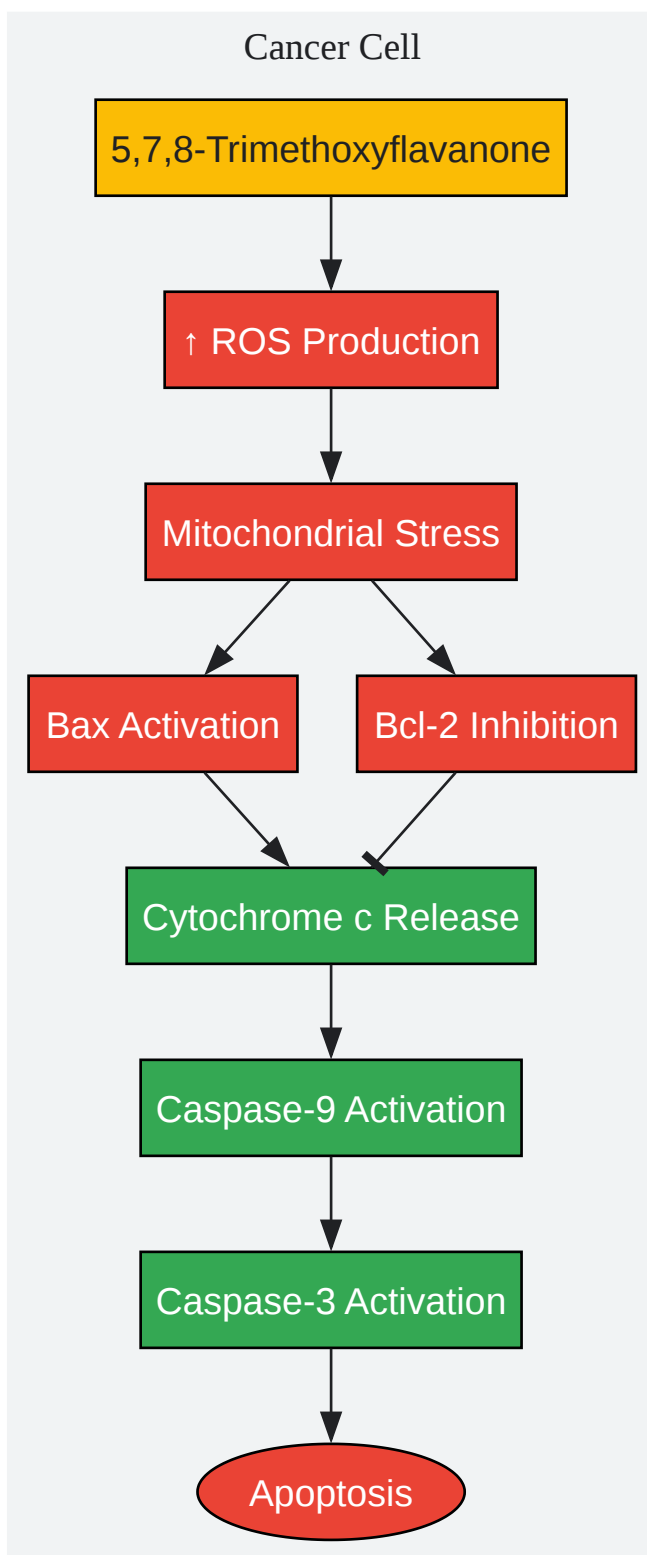 Cancer Cell
5,7,8-Trimethoxyflavanone
↑ ROS Production
Mitochondrial Stress
Bax Activation
Bcl-2 Inhibition
Cytochrome c Release
Caspase-9 Activation
Caspase-3 Activation
Apoptosis